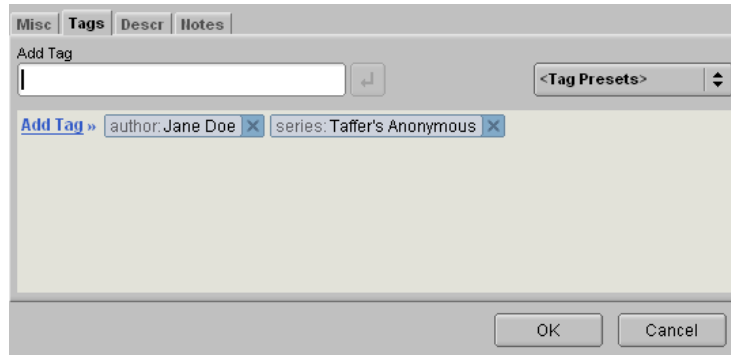 Misc Tags Descr Notes
Add Tag
<Tag Presets>
Add Tag » author: Jane Doe series: Taffer's Anonymous
OK Cancel